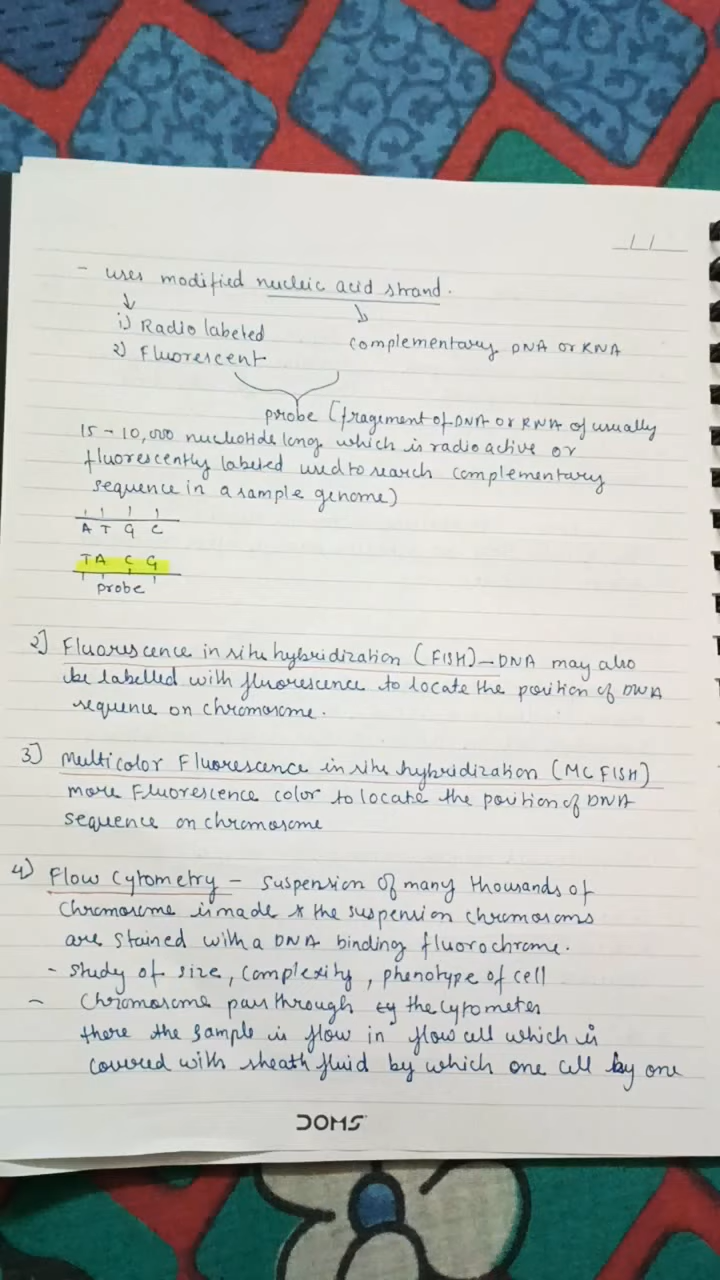 - uses modified nucleic acid strand.
i) Radio labeled
2) Fluorescent
complementary DNA or RNA
probe (fragement of DNA or RNA of usually
15 - 10,000 nucleotide long which is radioactive or
fluorescently labeled used to search complementary
sequence in a sample genome)
A T G C
T A C G
probe
2] Fluorescence in situ hybridization (FISH) - DNA may also
be labelled with fluorescence to locate the position of DNA
sequence on chromosome.
3] Multicolor Fluorescence in situ hybridization (MCFISH)
more Fluorescence color to locate the position of DNA
sequence on chromosome
4) Flow Cytometry - suspension of many thousands of
chromosome is made & the suspension chromosoms
are stained with a DNA binding fluorochrome.
- study of size, complexity, phenotype of cell
- Chromosome pass through the cytometer
there the sample is flow in flow cell which is
covered with sheath fluid by which one cell by one
DOMS